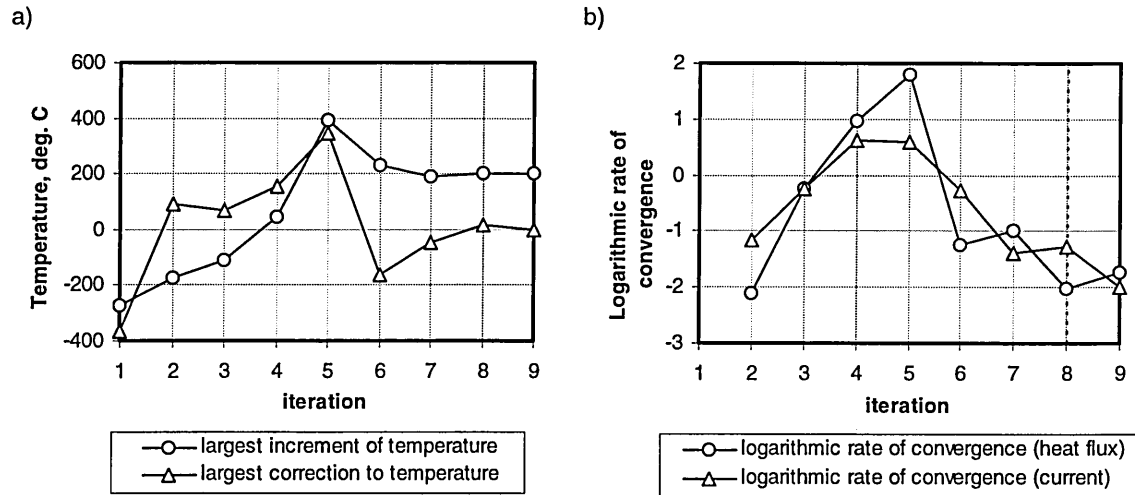 a)
b)
600
400
200
0
-200
-400
Temperature, deg. C
1 2 3 4 5 6 7 8 9
iteration
largest increment of temperature
largest correction to temperature
2
1
0
-1
-2
-3
Logarithmic rate of
convergence
1 2 3 4 5 6 7 8 9
iteration
logarithmic rate of convergence (heat flux)
logarithmic rate of convergence (current)